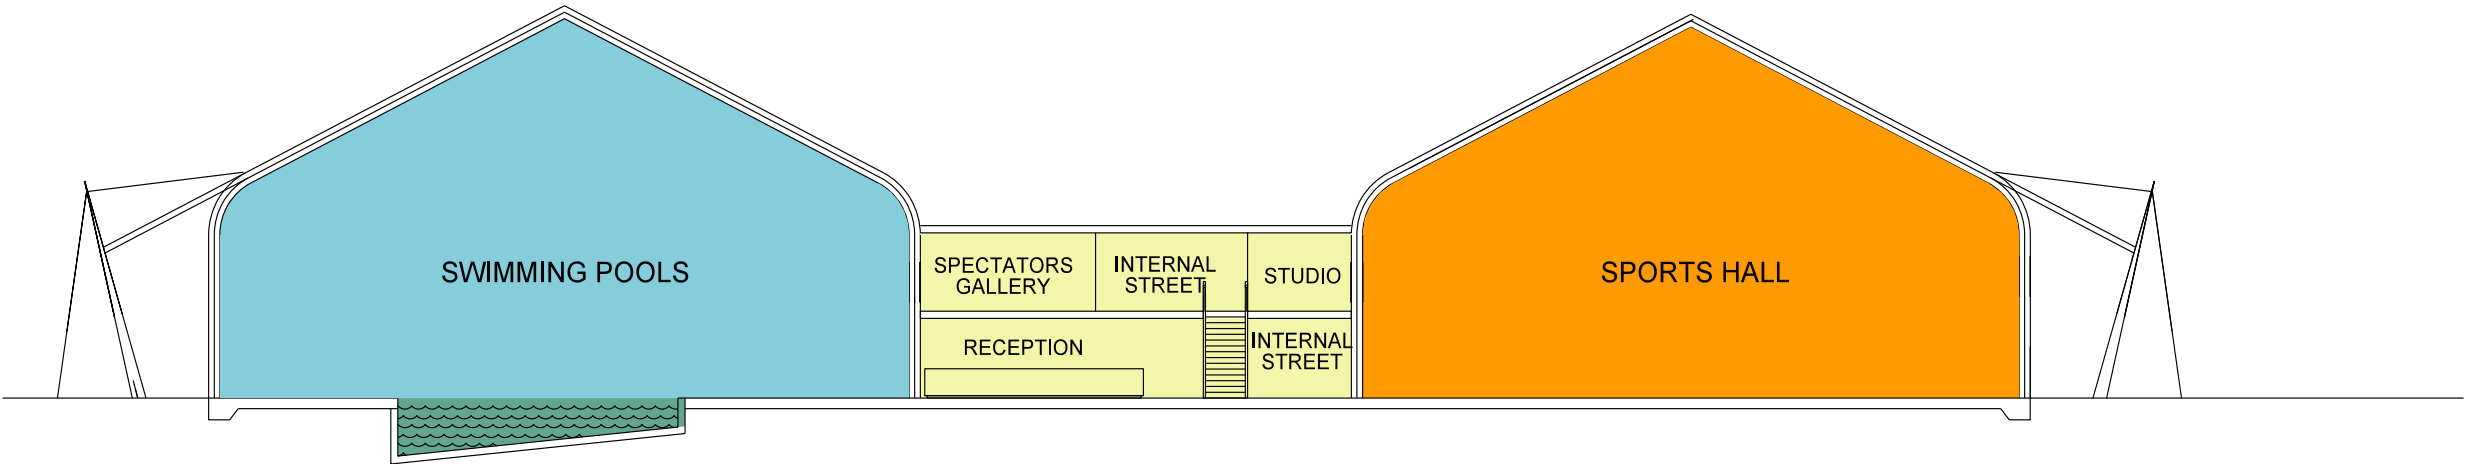 SWIMMING POOLS
SPECTATORS
GALLERY
INTERNAL
STREET
STUDIO
SPORTS HALL
RECEPTION
INTERNAL
STREET